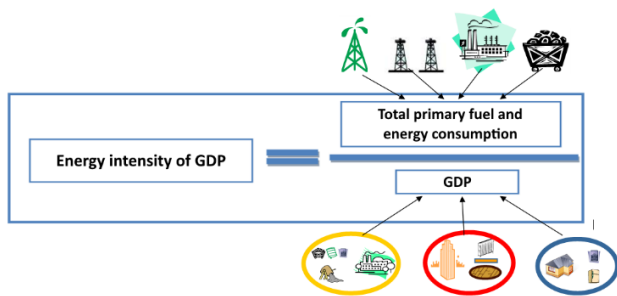 Total primary fuel and
energy consumption
Energy intensity of GDP
GDP